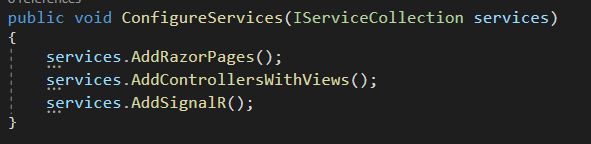 public void ConfigureServices(IServiceCollection services)
{
services.AddRazorPages();
services.AddControllersWithViews();
services.AddSignalR();
}